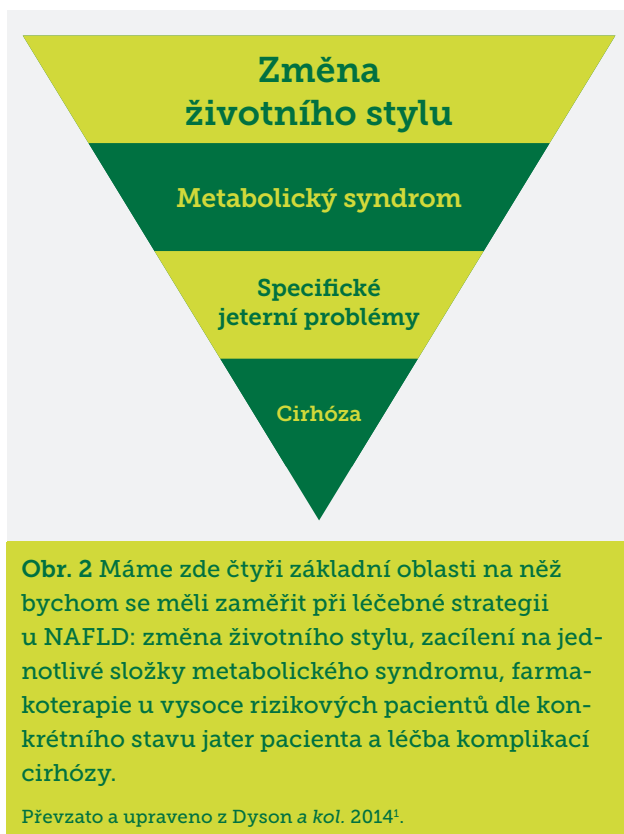 Změna
životního stylu
Metabolický syndrom
Specifické
jeterní problémy
Cirhóza
Obr. 2 Máme zde čtyři základní oblasti na něž
bychom se měli zaměřit při léčebné strategii
u NAFLD: změna životního stylu, zacílení na jed-
notlivé složky metabolického syndromu, farma-
koterapie u vysoce rizikových pacientů dle kon-
krétního stavu jater pacienta a léčba komplikací
cirhózy.
Převzato a upraveno z Dyson a kol. 2014¹.